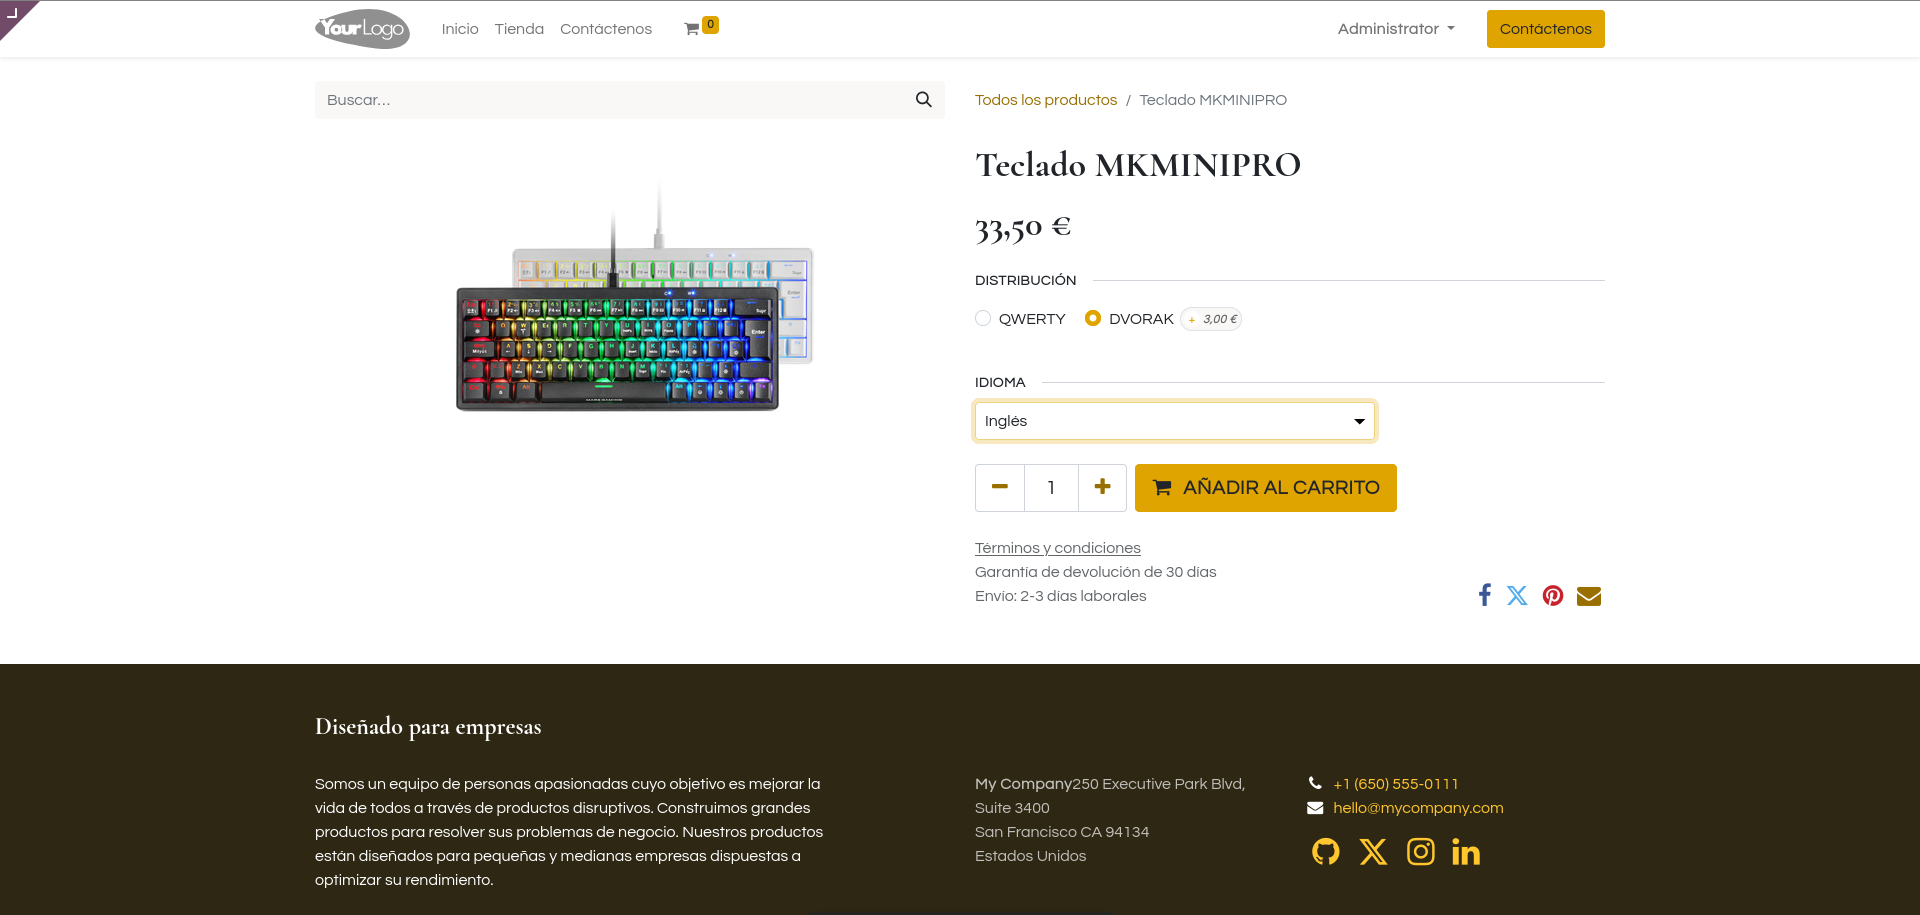 YourLogo
Inicio
Tienda
Contáctenos
0
Administrator
Contáctenos
Buscar...
Todos los productos / Teclado MKMINIPRO
Teclado MKMINIPRO
33,50 €
DISTRIBUCIÓN
QWERTY
DVORAK
+ 3,00 €
IDIOMA
Inglés
1
AÑADIR AL CARRITO
Términos y condiciones
Garantía de devolución de 30 días
Envío: 2-3 días laborales
Diseñado para empresas
Somos un equipo de personas apasionadas cuyo objetivo es mejorar la
vida de todos a través de productos disruptivos. Construimos grandes
productos para resolver sus problemas de negocio. Nuestros productos
están diseñados para pequeñas y medianas empresas dispuestas a
optimizar su rendimiento.
My Company250 Executive Park Blvd,
Suite 3400
San Francisco CA 94134
Estados Unidos
+1 (650) 555-0111
hello@mycompany.com